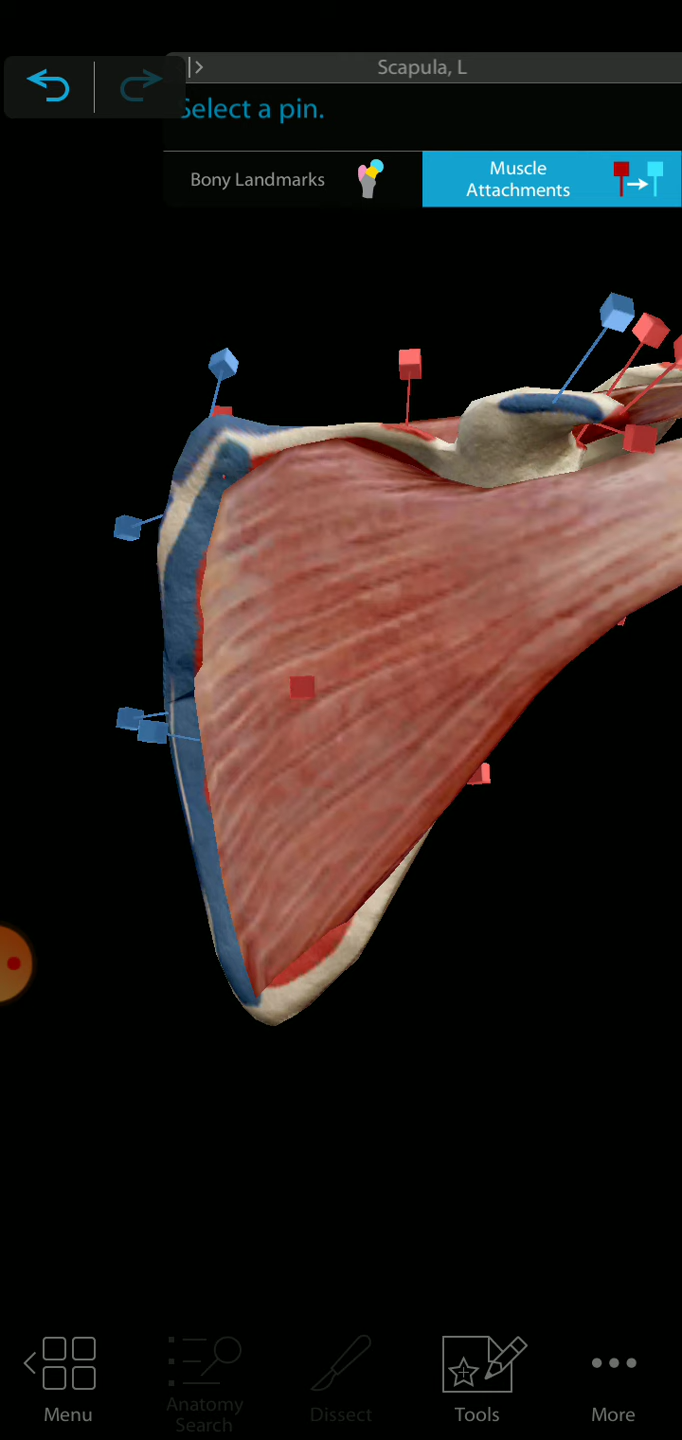 Scapula, L
Select a pin.
Bony Landmarks
Muscle
Attachments
Menu
Anatomy
Search
Dissect
Tools
More